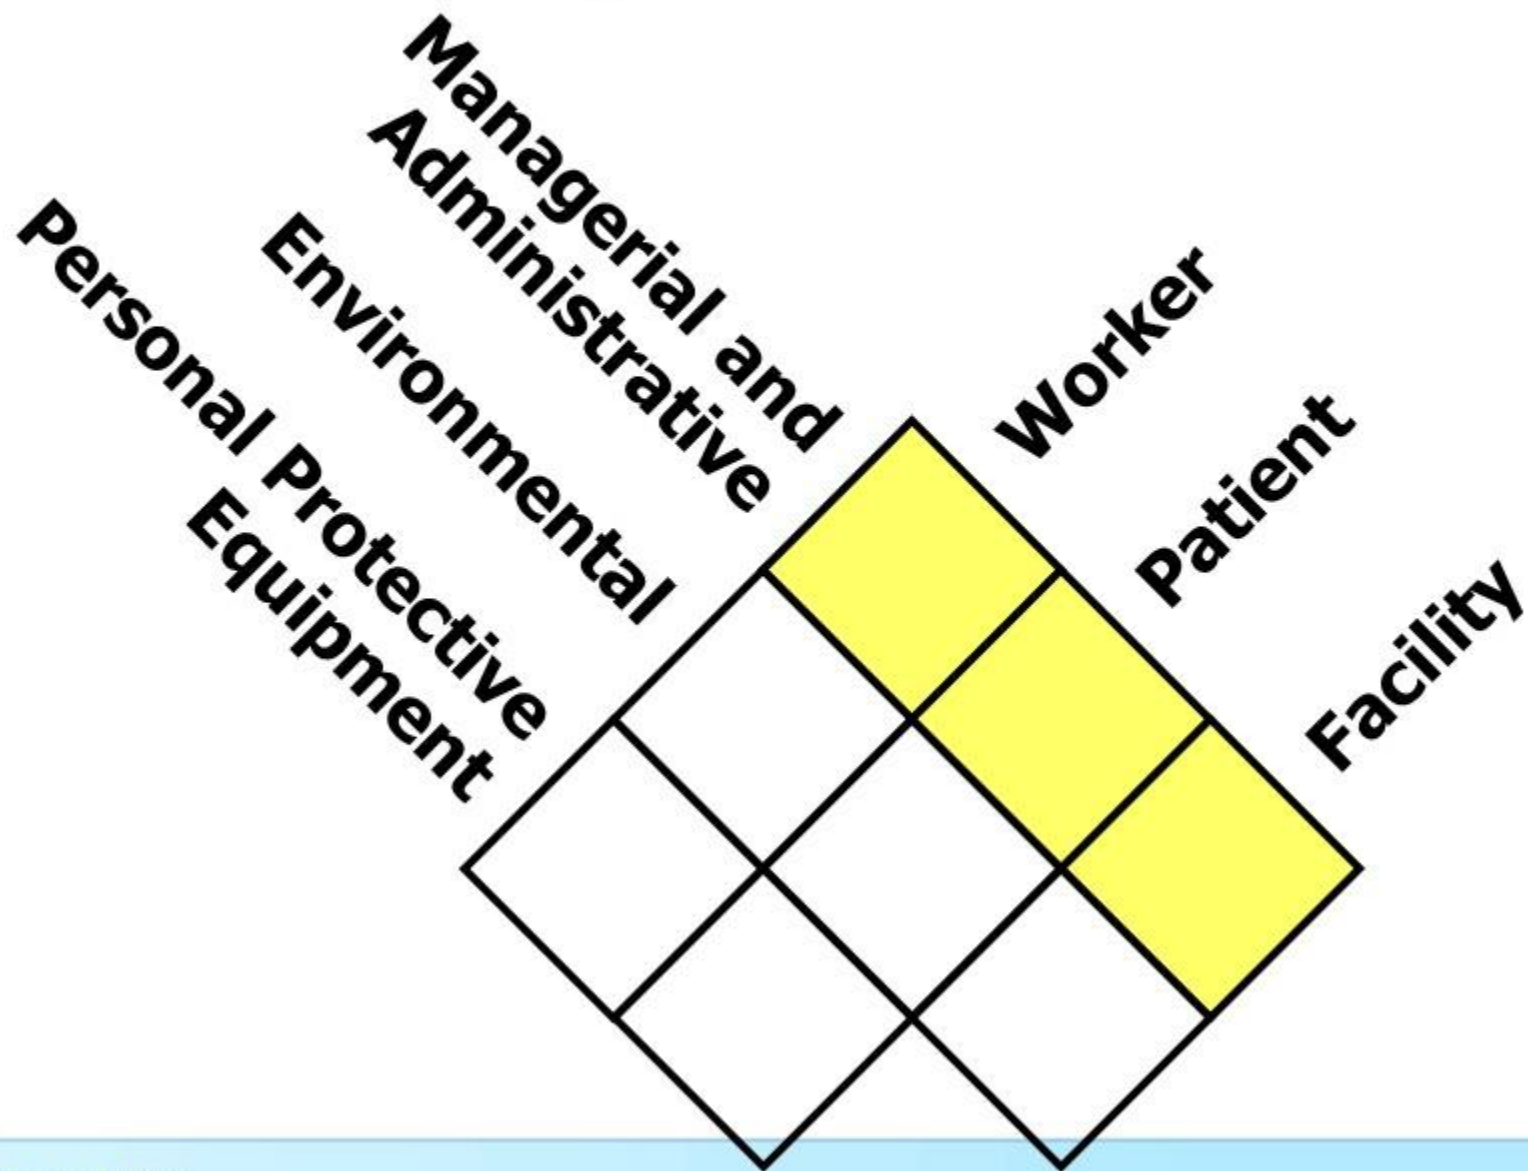 Managerial and
Administrative
Environmental
Personal Protective
Equipment
Worker
Patient
Facility